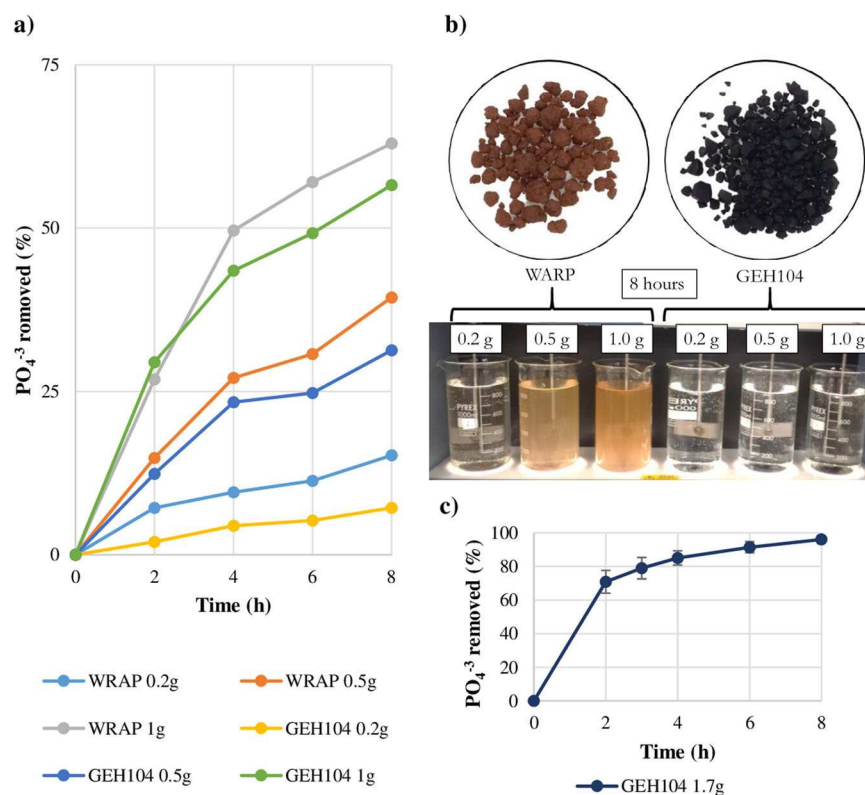 a)
75
50
25
0
PO₄⁻³ romoved (%)
0 2 4 6 8
Time (h)
WRAP 0.2g
WRAP 0.5g
WRAP 1g
GEH104 0.2g
GEH104 0.5g
GEH104 1g
b)
WARP
8 hours
GEH104
0.2 g
0.5 g
1.0 g
0.2 g
0.5 g
1.0 g
PYREX
PYREX
PYREX
c)
100
80
60
40
20
0
PO₄⁻³ removed (%)
0 2 4 6 8
Time (h)
GEH104 1.7g